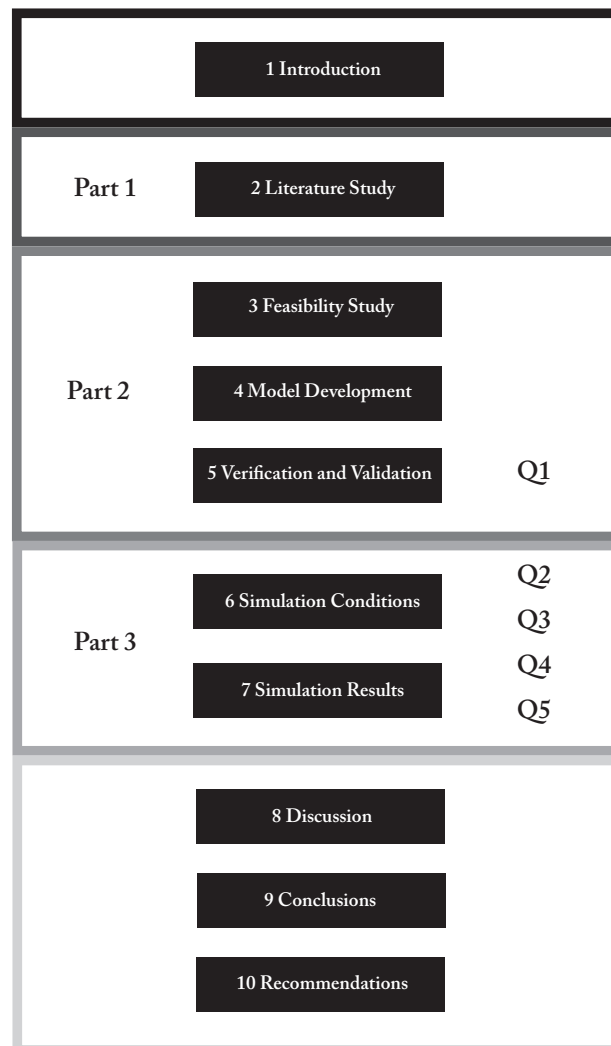 1 Introduction
Part 1
2 Literature Study
3 Feasibility Study
Part 2
4 Model Development
5 Verification and Validation
Q1
Q2
6 Simulation Conditions
Q3
Part 3
Q4
7 Simulation Results
Q5
8 Discussion
9 Conclusions
10 Recommendations